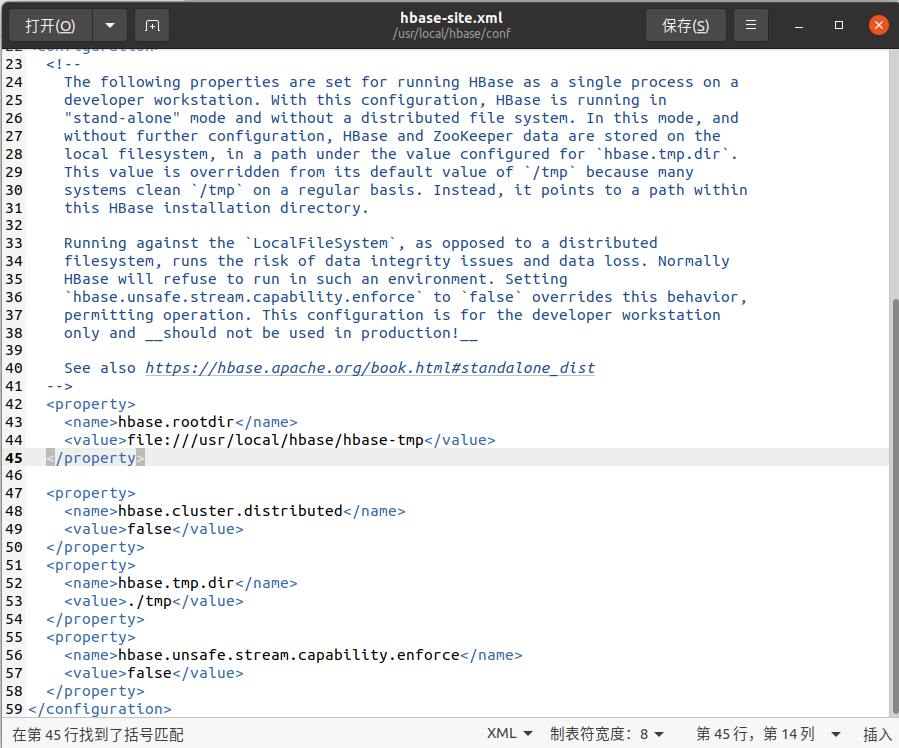 打开(O)
hbase-site.xml
/usr/local/hbase/conf
保存(S)
23 <!--
24 The following properties are set for running HBase as a single process on a
25 developer workstation. With this configuration, HBase is running in
26 "stand-alone" mode and without a distributed file system. In this mode, and
27 without further configuration, HBase and ZooKeeper data are stored on the
28 local filesystem, in a path under the value configured for `hbase.tmp.dir`.
29 This value is overridden from its default value of `/tmp` because many
30 systems clean `/tmp` on a regular basis. Instead, it points to a path within
31 this HBase installation directory.
32
33 Running against the `LocalFileSystem`, as opposed to a distributed
34 filesystem, runs the risk of data integrity issues and data loss. Normally
35 HBase will refuse to run in such an environment. Setting
36 `hbase.unsafe.stream.capability.enforce` to `false` overrides this behavior,
37 permitting operation. This configuration is for the developer workstation
38 only and __should not be used in production!__
39
40 See also https://hbase.apache.org/book.html#standalone_dist
41 -->
42 <property>
43 <name>hbase.rootdir</name>
44 <value>file:///usr/local/hbase/hbase-tmp</value>
45 </property>
46
47 <property>
48 <name>hbase.cluster.distributed</name>
49 <value>false</value>
50 </property>
51 <property>
52 <name>hbase.tmp.dir</name>
53 <value>./tmp</value>
54 </property>
55 <property>
56 <name>hbase.unsafe.stream.capability.enforce</name>
57 <value>false</value>
58 </property>
59 </configuration>
在第 45 行找到了括号匹配 XML 制表符宽度：8 第 45 行，第 14 列 插入